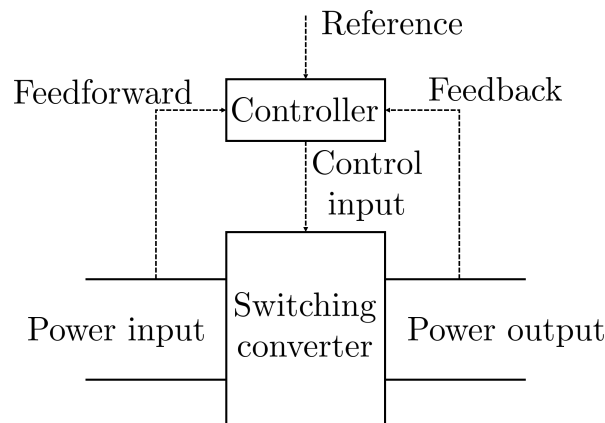 Reference
Feedforward
Controller
Feedback
Control
input
Power input
Switching
converter
Power output